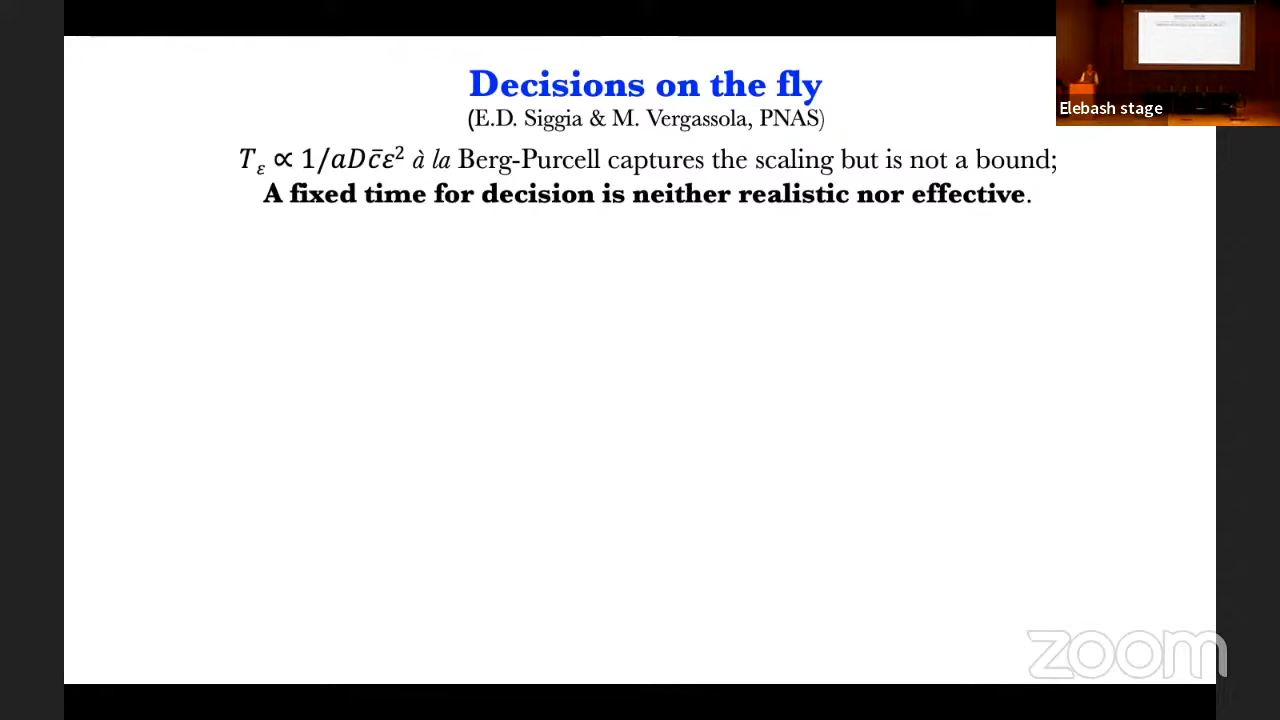 Decisions on the fly
(E.D. Siggia & M. Vergassola, PNAS)
𝑇_ε ∝ 1/𝑎𝐷c̄ε² à la Berg-Purcell captures the scaling but is not a bound;
A fixed time for decision is neither realistic nor effective.
Elebash stage
zoom